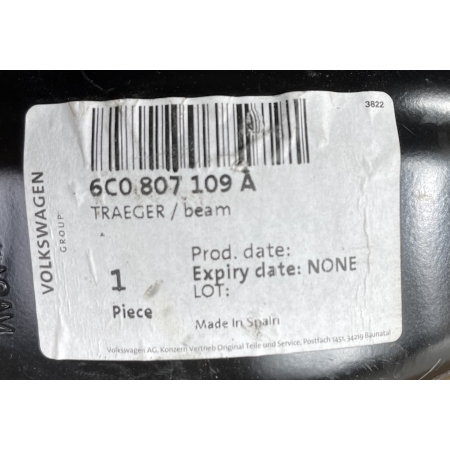 3822
6C0 807 109 A
TRAEGER / beam
VOLKSWAGEN
GROUP
Prod. date:
1
Expiry date: NONE
LOT:
Piece
Made In Spain
Volkswagen AG, Konzern Vertrieb Original Teile und Service, Postfach 1451, 34219 Baunatal